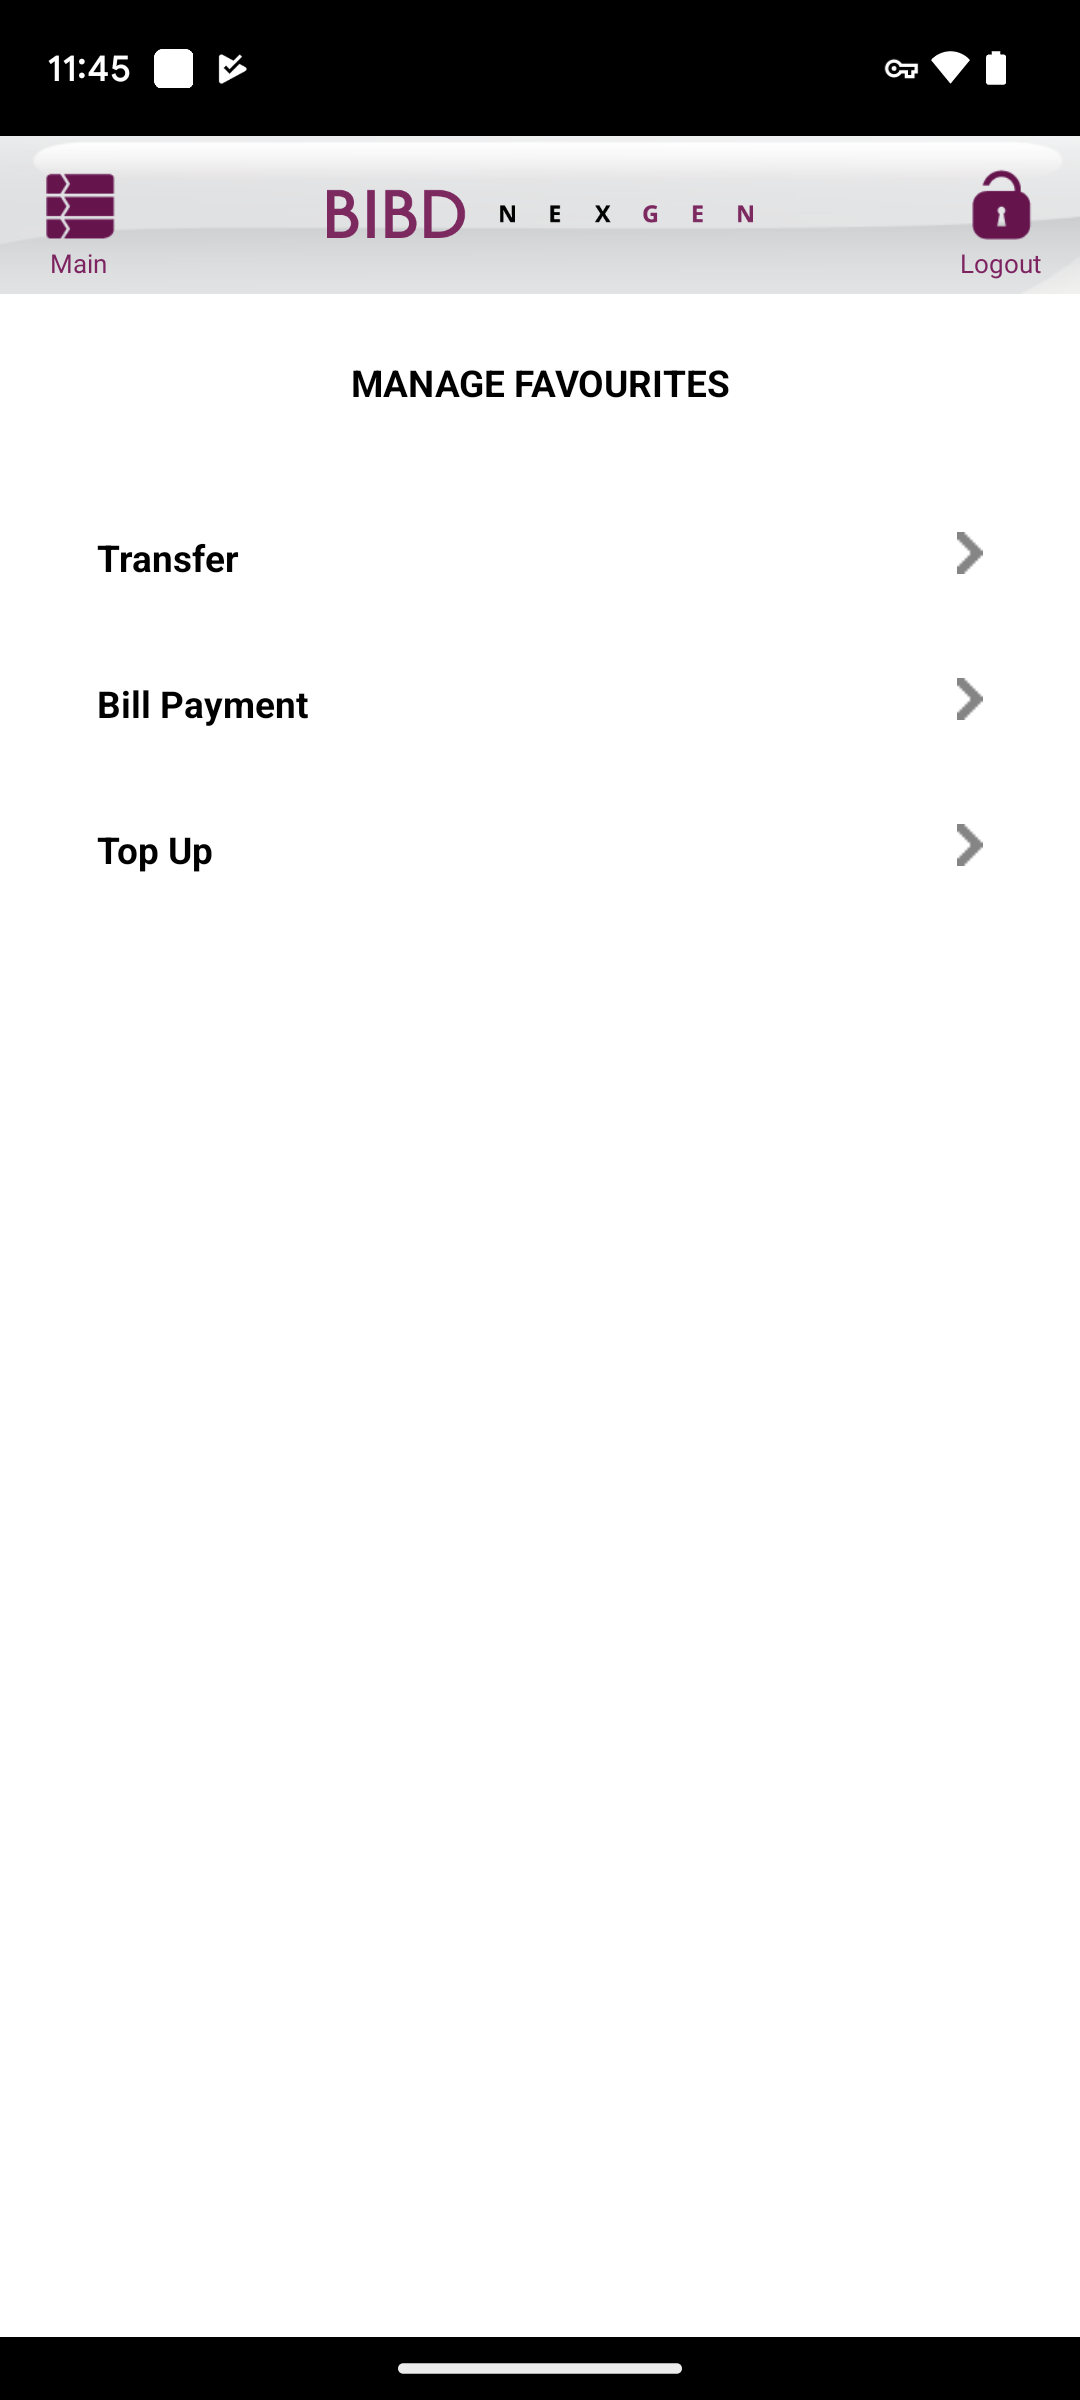 11:45
BIBD NEXGEN
Main
Logout
MANAGE FAVOURITES
Transfer
Bill Payment
Top Up